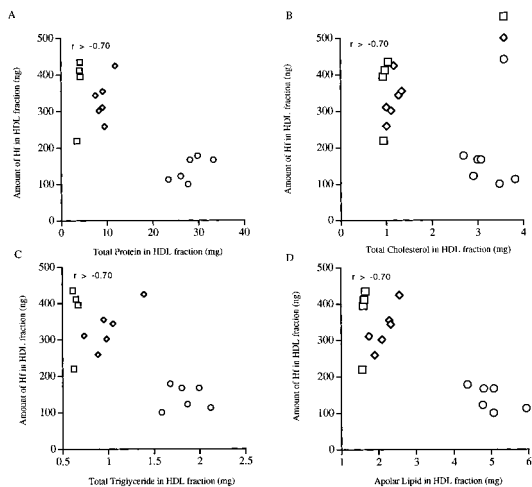 A
r > -0.70
500
400
300
200
100
0
0 10 20 30 40
Amount of Hf in HDL fraction (ng)
Total Protein in HDL fraction (mg)
B
r > -0.70
500
400
300
200
100
0
0 1 2 3 4
Amount of Hf in HDL fraction (ng)
Total Cholesterol in HDL fraction (mg)
C
r > -0.70
500
400
300
200
100
0
0.5 1 1.5 2 2.5
Amount of Hf in HDL fraction (ng)
Total Triglyceride in HDL fraction (mg)
D
r > -0.70
500
400
300
200
100
0
1 2 3 4 5 6
Amount of Hf in HDL fraction (ng)
Apolar Lipid in HDL fraction (mg)